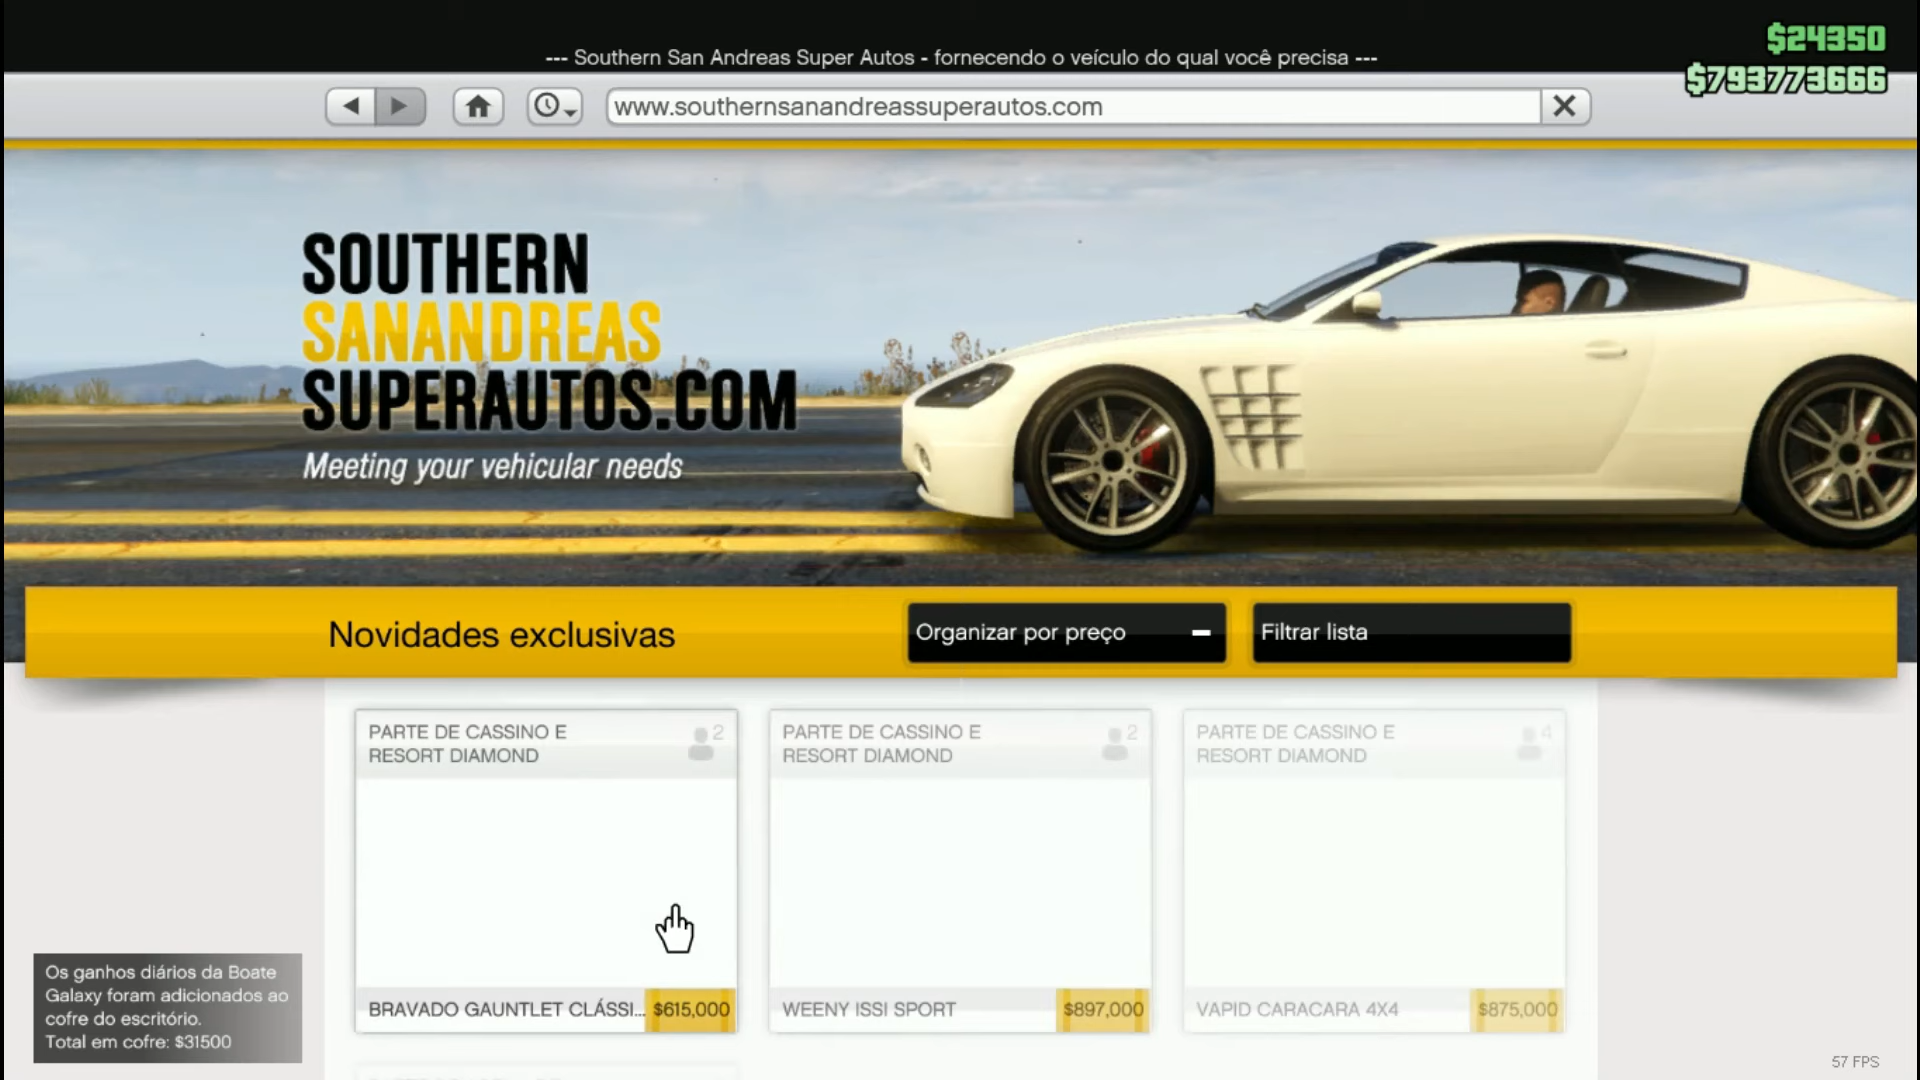 --- Southern San Andreas Super Autos - fornecendo o veículo do qual você precisa ---
$24350
$793773666
www.southernsanandreassuperautos.com
SOUTHERN
SANANDREAS
SUPERAUTOS.COM
Meeting your vehicular needs
Novidades exclusivas
Organizar por preço
Filtrar lista
PARTE DE CASSINO E
RESORT DIAMOND
2
PARTE DE CASSINO E
RESORT DIAMOND
2
PARTE DE CASSINO E
RESORT DIAMOND
4
BRAVADO GAUNTLET CLÁSSI... $615,000
WEENY ISSI SPORT $897,000
VAPID CARACARA 4X4 $875,000
Os ganhos diários da Boate
Galaxy foram adicionados ao
cofre do escritório.
Total em cofre: $31500
57 FPS